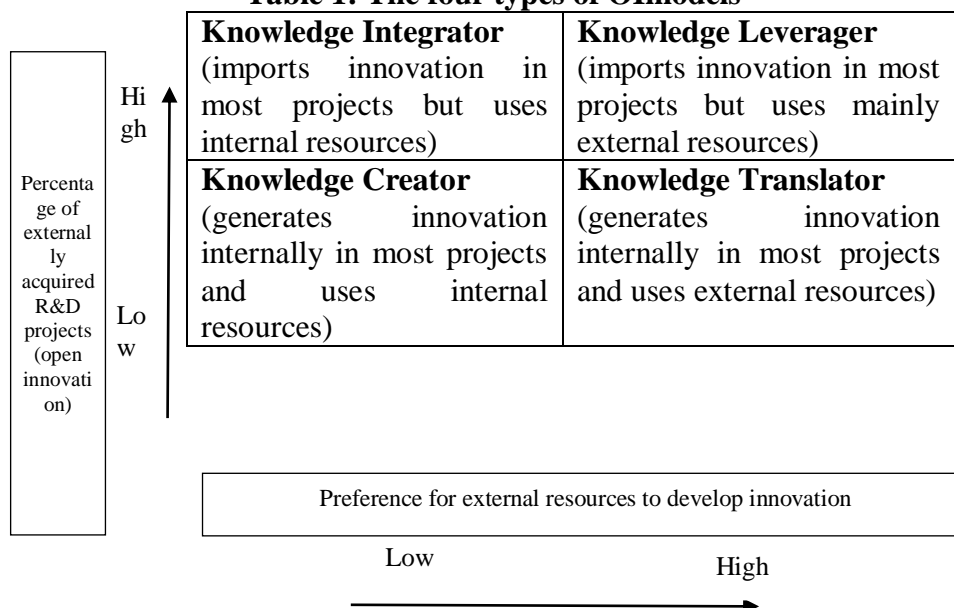 Table 1: The four types of OImodels
Knowledge Integrator
(imports innovation in
most projects but uses
internal resources)
Knowledge Leverager
(imports innovation in most
projects but uses mainly
external resources)
Hi
gh
Percenta
ge of
external
ly
acquired
R&D
projects
(open
innovati
on)
Lo
w
Knowledge Creator
(generates innovation
internally in most projects
and uses internal
resources)
Knowledge Translator
(generates innovation
internally in most projects
and uses external resources)
Preference for external resources to develop innovation
Low
High